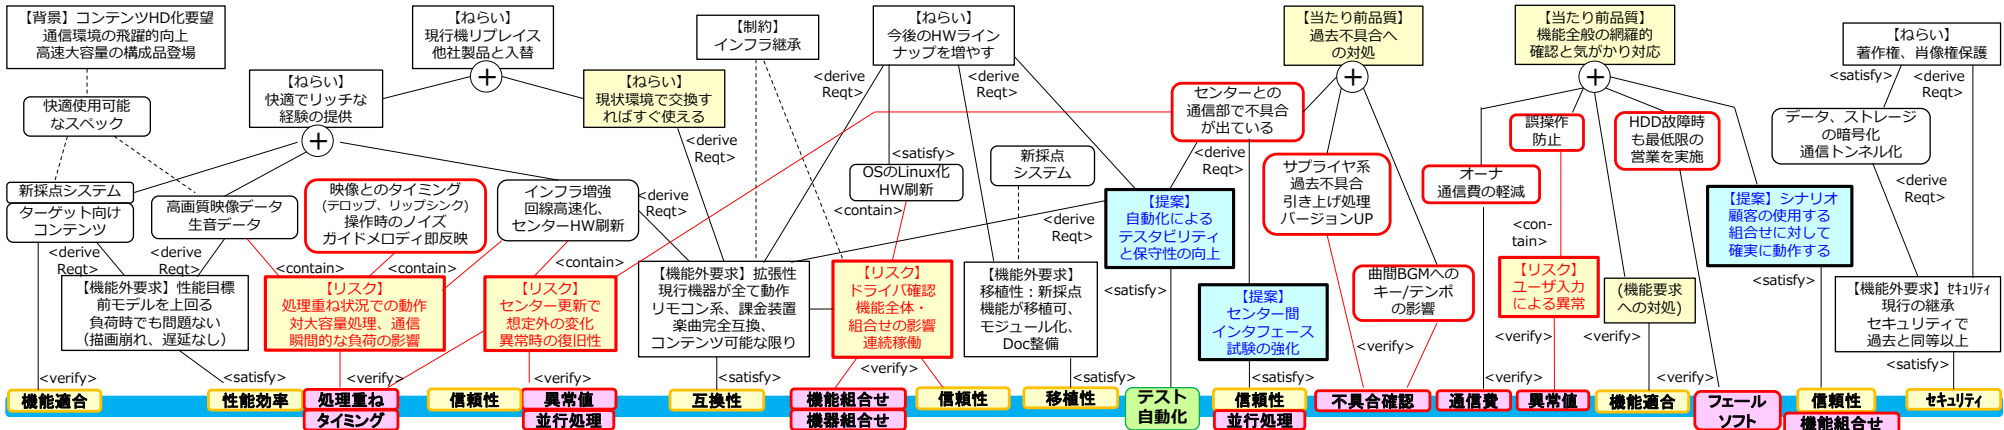 【背景】コンテンツHD化要望
通信環境の飛躍的向上
高速大容量の構成品登場
【ねらい】
現行機リプレイス
他社製品と入替
【制約】
インフラ継承
【ねらい】
今後のHWライン
ナップを増やす
【当たり前品質】
過去不具合へ
の対処
【当たり前品質】
機能全般の網羅的
確認と気がかり対応
【ねらい】
著作権、肖像権保護
快適使用可能
なスペック
【ねらい】
快適でリッチな
経験の提供
+
【ねらい】
現状環境で交換す
ればすぐ使える
+
<derive
Reqt>
<derive
Reqt>
センターとの
通信部で不具合
が出ている
+
+
誤操作
防止
HDD故障時
も最低限の
営業を実施
<satisfy>
<derive
Reqt>
データ、ストレージ
の暗号化
通信トンネル化
<derive
Reqt>
<satisfy>
OSのLinux化
HW刷新
<contain>
新採点
システム
<derive
Reqt>
サプライヤ系
過去不具合
引き上げ処理
バージョンUP
オーナ
通信費の軽減
新採点システム
ターゲット向け
コンテンツ
高画質映像データ
生音データ
映像とのタイミング
(テロップ、リップシンク)
操作時のノイズ
ガイドメロディ即反映
インフラ増強
回線高速化、
センターHW刷新
<derive
Reqt>
<derive
Reqt>
【提案】
自動化による
テスタビリティ
と保守性の向上
<con-
tain>
【提案】シナリオ
顧客の使用する
組合せに対して
確実に動作する
<derive
Reqt>
<derive
Reqt>
<derive
Reqt>
<contain>
<contain>
<contain>
【機能外要求】性能目標
前モデルを上回る
負荷時でも問題ない
（描画崩れ、遅延なし）
【リスク】
処理重ね状況での動作
対大容量処理、通信
瞬間的な負荷の影響
【リスク】
センター更新で
想定外の変化
異常時の復旧性
【機能外要求】拡張性
現行機器が全て動作
リモコン系、課金装置
楽曲完全互換、
コンテンツ可能な限り
【リスク】
ドライバ確認
機能全体・
組合せの影響
連続稼働
【機能外要求】
移植性：新採点
機能が移植可、
モジュール化、
Doc整備
<satisfy>
【提案】
センター間
インタフェース
試験の強化
曲間BGMへの
キー/テンポ
の影響
【リスク】
ユーザ入力
による異常
(機能要求
への対処)
<satisfy>
【機能外要求】ｾｷｭﾘﾃｨ
現行の継承
セキュリティで
過去と同等以上
<verify>
<satisfy>
<verify>
<verify>
<satisfy>
<verify>
<satisfy>
<satisfy>
<verify>
<verify>
<verify>
<verify>
<satisfy>
機能適合
性能効率
処理重ね
タイミング
信頼性
異常値
並行処理
互換性
機能組合せ
機器組合せ
信頼性
移植性
テスト
自動化
信頼性
並行処理
不具合確認
通信費
異常値
機能適合
フェール
ソフト
信頼性
機能組合せ
ｾｷｭﾘﾃｨ